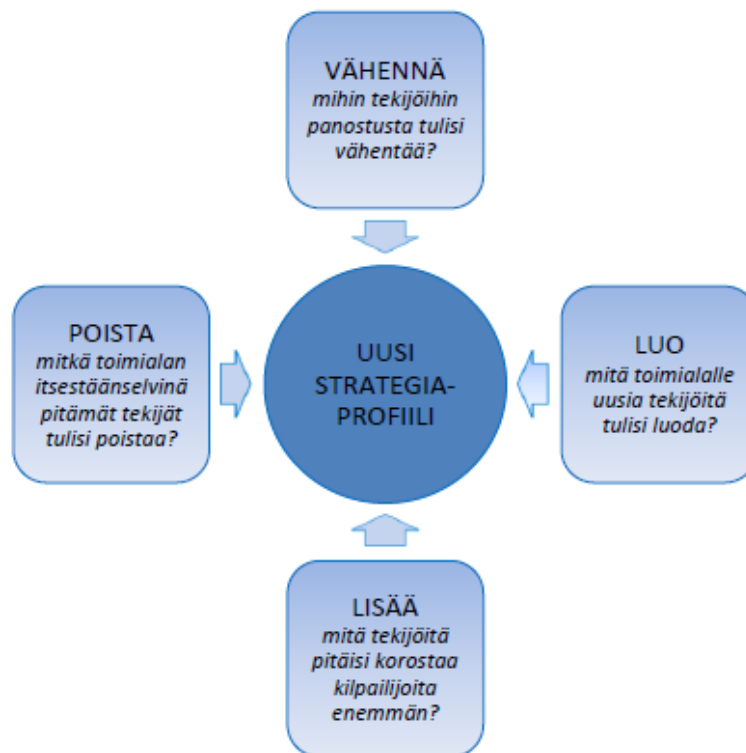 VÄHENNÄ
mihin tekijöihin
panostusta tulisi
vähentää?
POISTA
mitkä toimialan
itsestäänselvinä
pitämät tekijät
tulisi poistaa?
UUSI
STRATEGIA-
PROFIILI
LUO
mitä toimialalle
uusia tekijöitä
tulisi luoda?
LISÄÄ
mitä tekijöitä
pitäisi korostaa
kilpailijoita
enemmän?